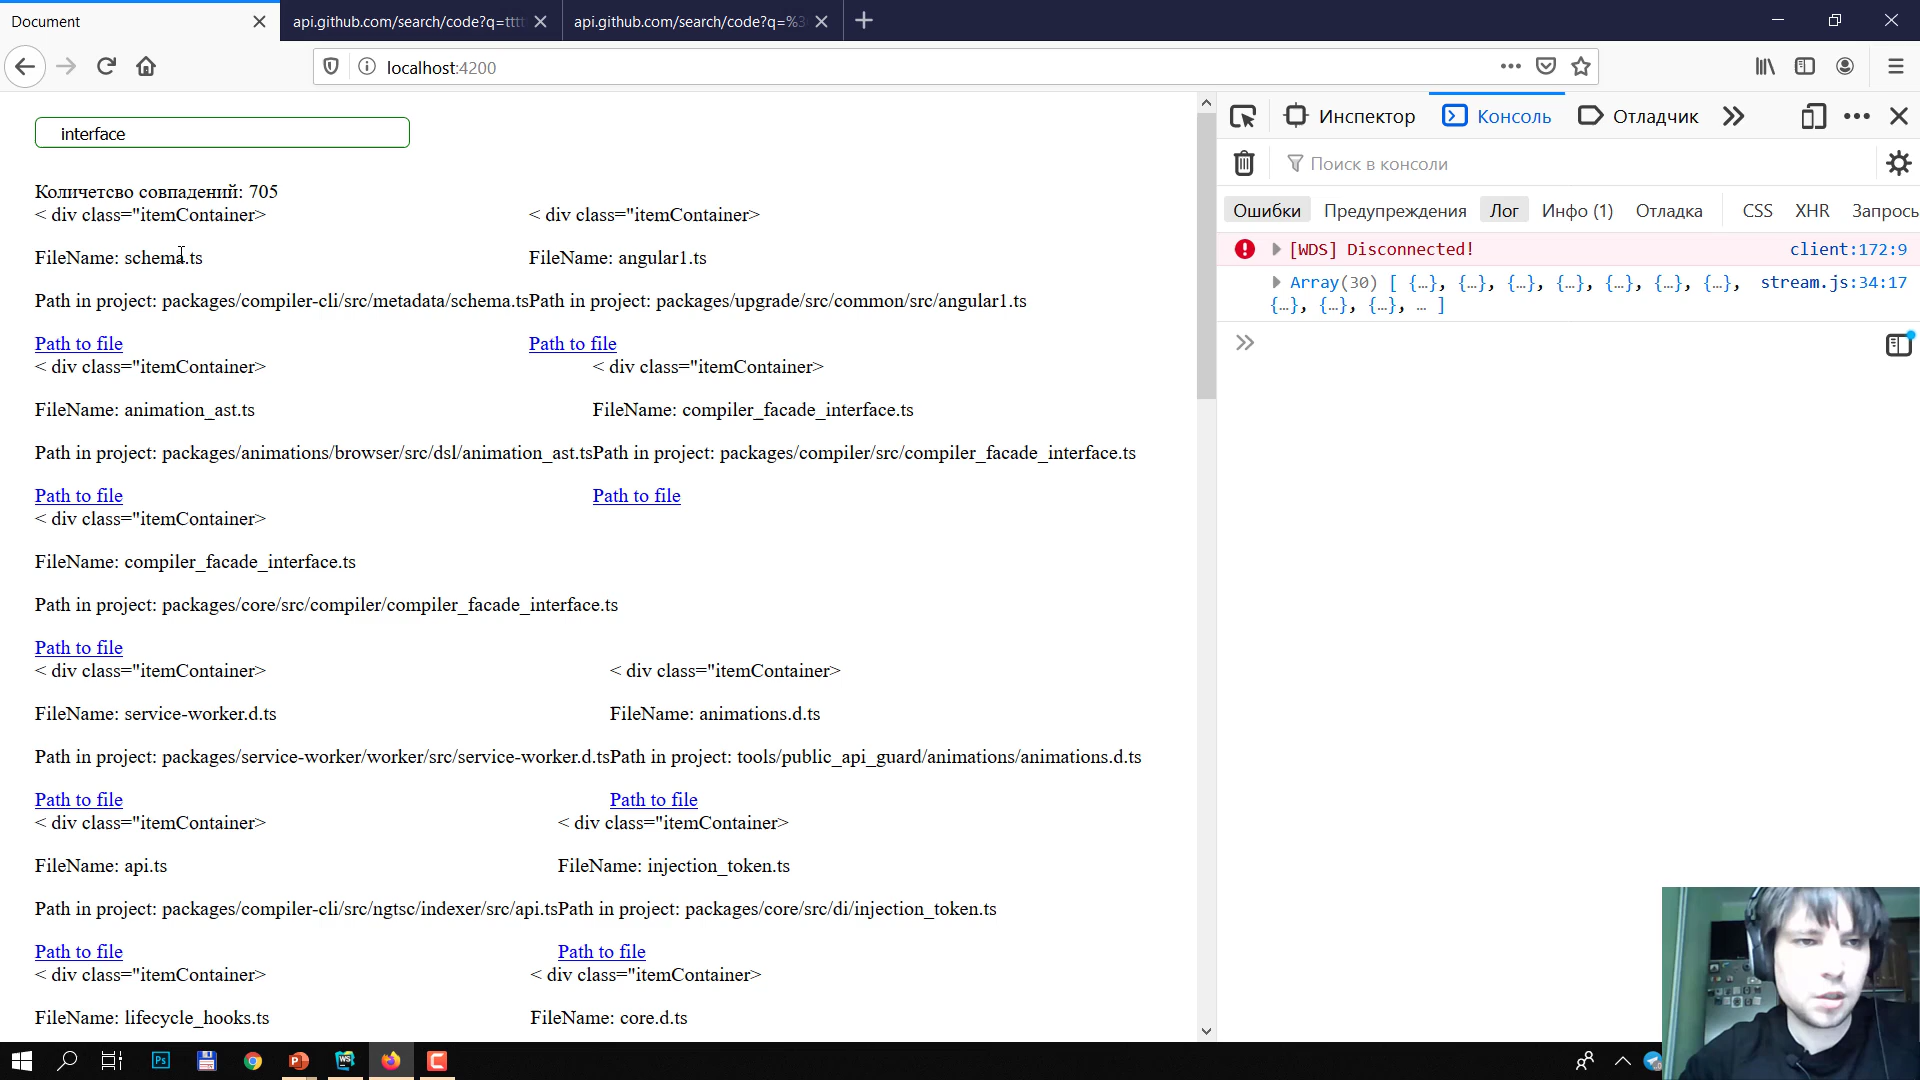 Document
api.github.com/search/code?q=tttt
api.github.com/search/code?q=%3
localhost:4200
interface
Количетсво совпадений: 705
< div class="itemContainer>
< div class="itemContainer>
FileName: schema.ts
FileName: angular1.ts
Path in project: packages/compiler-cli/src/metadata/schema.ts
Path in project: packages/upgrade/src/common/src/angular1.ts
Path to file
Path to file
< div class="itemContainer>
< div class="itemContainer>
FileName: animation_ast.ts
FileName: compiler_facade_interface.ts
Path in project: packages/animations/browser/src/dsl/animation_ast.ts
Path in project: packages/compiler/src/compiler_facade_interface.ts
Path to file
Path to file
< div class="itemContainer>
FileName: compiler_facade_interface.ts
Path in project: packages/core/src/compiler/compiler_facade_interface.ts
Path to file
< div class="itemContainer>
< div class="itemContainer>
FileName: service-worker.d.ts
FileName: animations.d.ts
Path in project: packages/service-worker/worker/src/service-worker.d.ts
Path in project: tools/public_api_guard/animations/animations.d.ts
Path to file
Path to file
< div class="itemContainer>
< div class="itemContainer>
FileName: api.ts
FileName: injection_token.ts
Path in project: packages/compiler-cli/src/ngtsc/indexer/src/api.ts
Path in project: packages/core/src/di/injection_token.ts
Path to file
Path to file
< div class="itemContainer>
< div class="itemContainer>
FileName: lifecycle_hooks.ts
FileName: core.d.ts
Инспектор
Консоль
Отладчик
Поиск в консоли
Ошибки Предупреждения Лог Инфо (1) Отладка CSS XHR Запросы
[WDS] Disconnected! client:172:9
Array(30) [ {…}, {…}, {…}, {…}, {…}, {…}, {…}, stream.js:34:17
{…}, {…}, {…}, … ]
Ps
WS
P
C